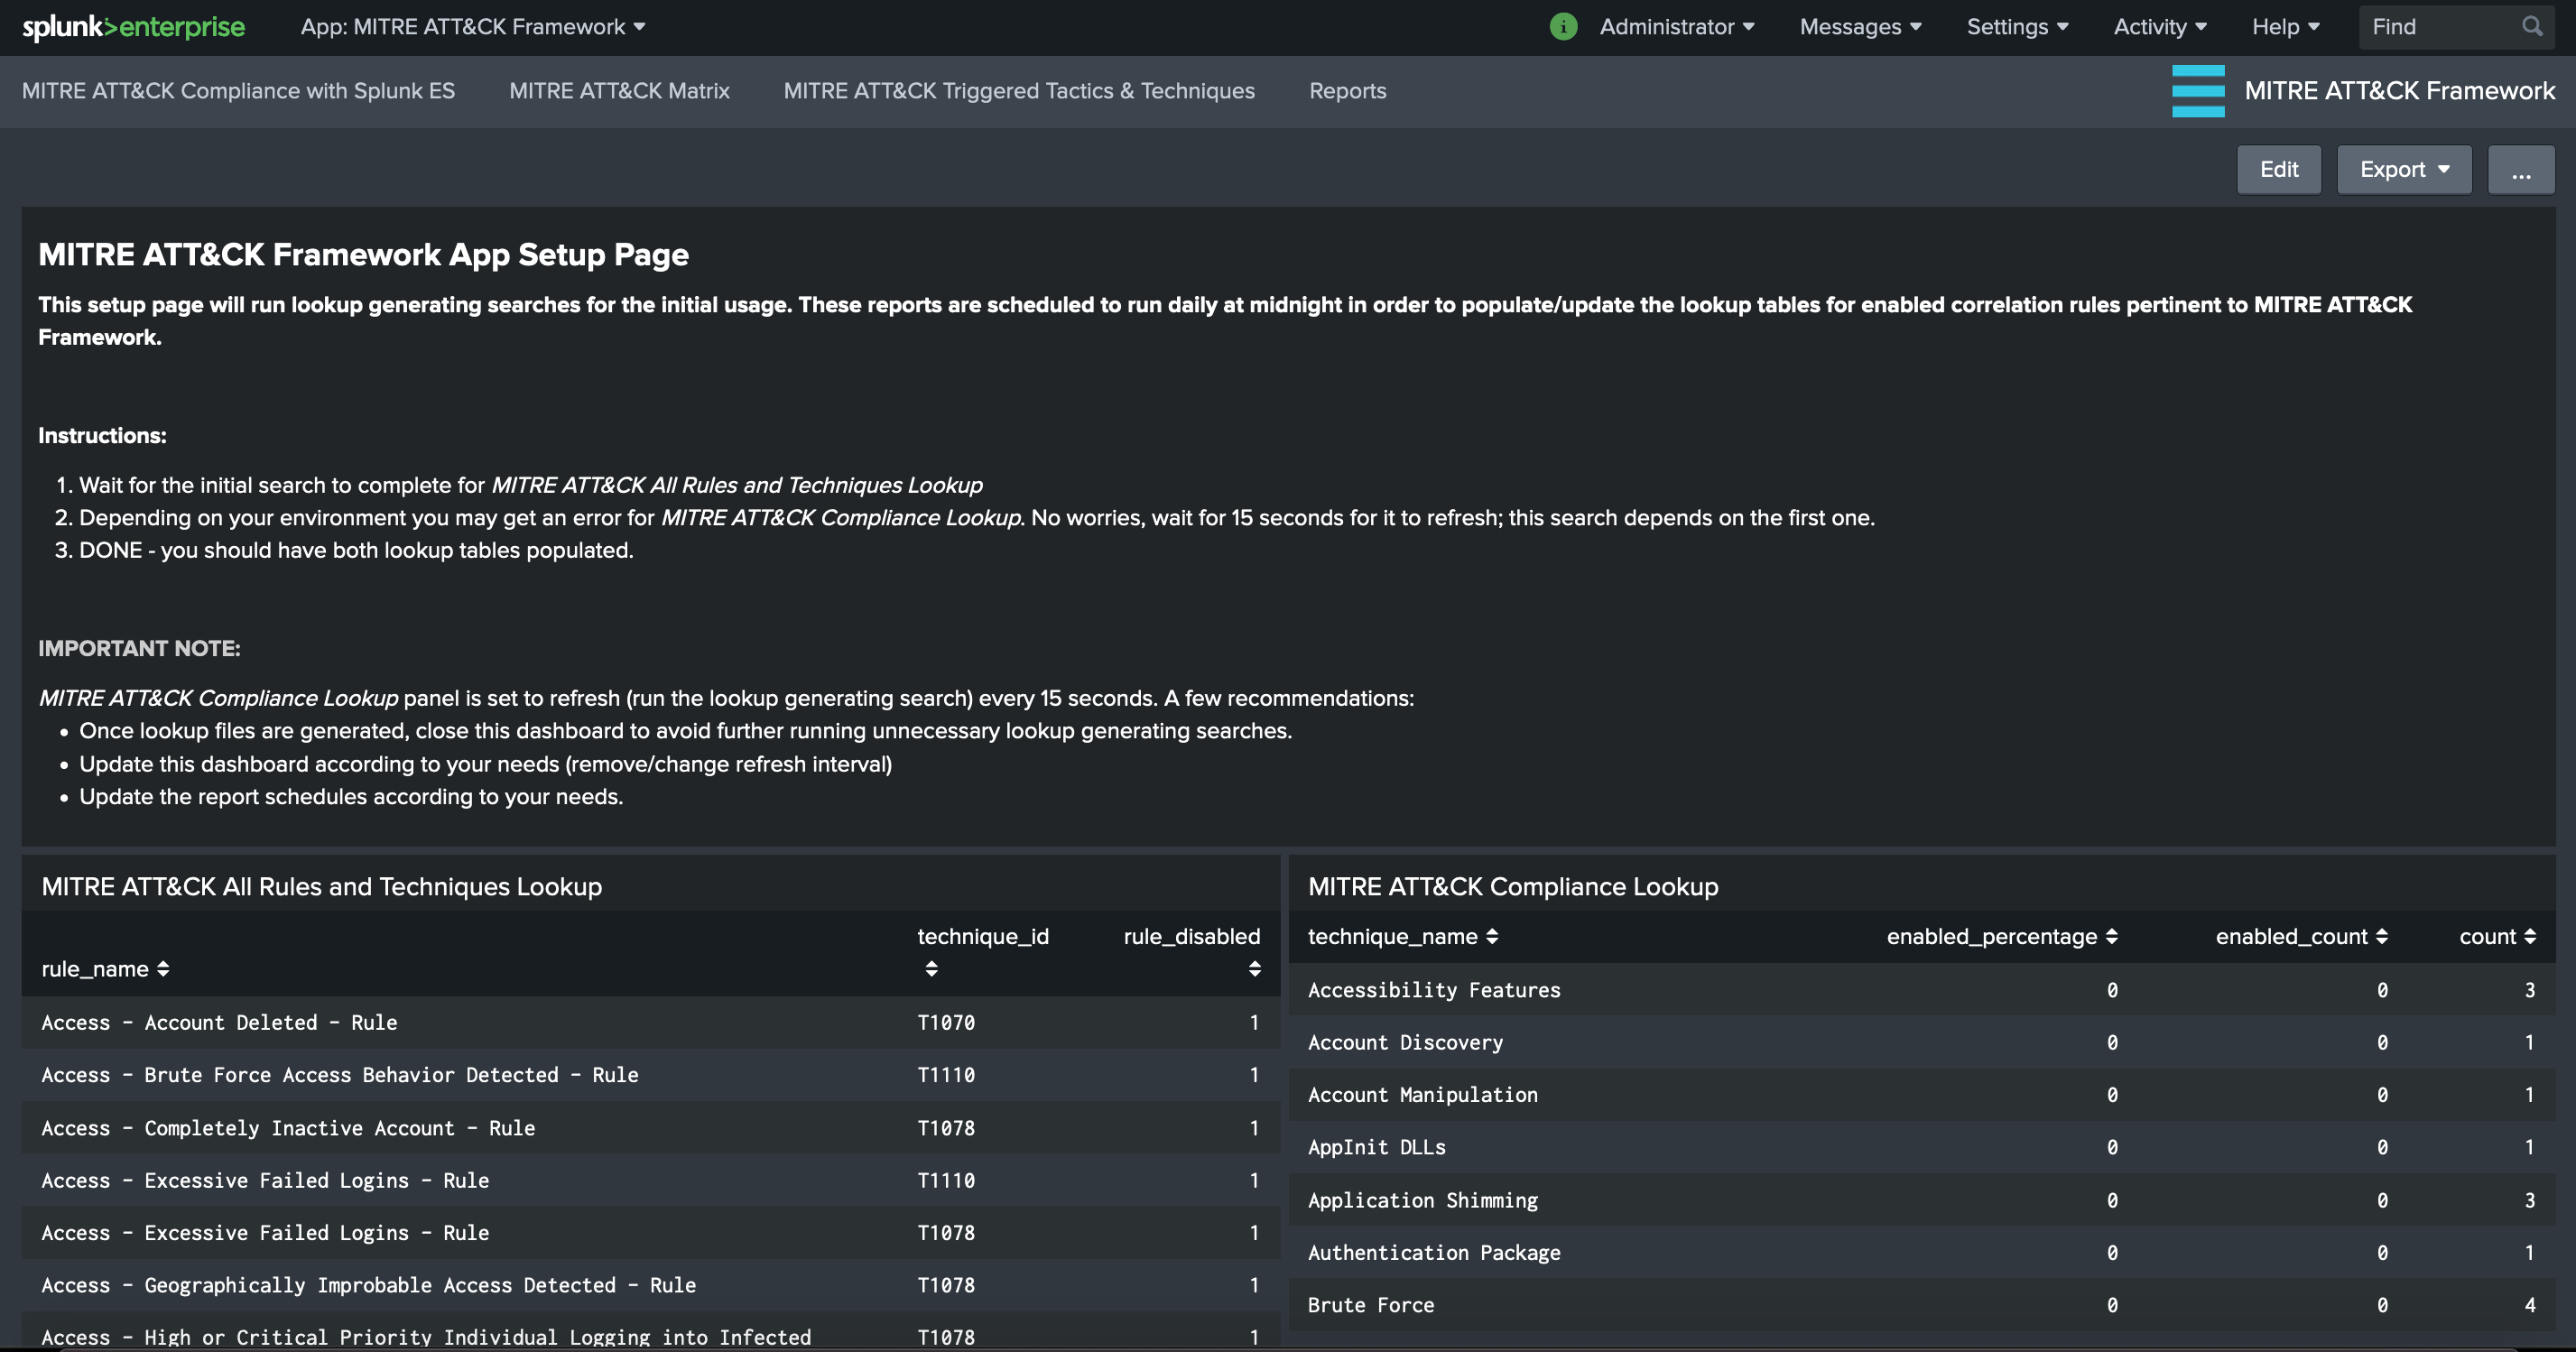 splunk>enterprise App: MITRE ATT&CK Framework i Administrator Messages Settings Activity Help Find
MITRE ATT&CK Compliance with Splunk ES MITRE ATT&CK Matrix MITRE ATT&CK Triggered Tactics & Techniques Reports MITRE ATT&CK Framework
Edit Export ...
MITRE ATT&CK Framework App Setup Page
This setup page will run lookup generating searches for the initial usage. These reports are scheduled to run daily at midnight in order to populate/update the lookup tables for enabled correlation rules pertinent to MITRE ATT&CK
Framework.
Instructions:
1. Wait for the initial search to complete for MITRE ATT&CK All Rules and Techniques Lookup
2. Depending on your environment you may get an error for MITRE ATT&CK Compliance Lookup. No worries, wait for 15 seconds for it to refresh; this search depends on the first one.
3. DONE - you should have both lookup tables populated.
IMPORTANT NOTE:
MITRE ATT&CK Compliance Lookup panel is set to refresh (run the lookup generating search) every 15 seconds. A few recommendations:
• Once lookup files are generated, close this dashboard to avoid further running unnecessary lookup generating searches.
• Update this dashboard according to your needs (remove/change refresh interval)
• Update the report schedules according to your needs.
MITRE ATT&CK All Rules and Techniques Lookup
rule_name technique_id rule_disabled
Access - Account Deleted - Rule T1070 1
Access - Brute Force Access Behavior Detected - Rule T1110 1
Access - Completely Inactive Account - Rule T1078 1
Access - Excessive Failed Logins - Rule T1110 1
Access - Excessive Failed Logins - Rule T1078 1
Access - Geographically Improbable Access Detected - Rule T1078 1
Access - High or Critical Priority Individual Logging into Infected T1078 1
MITRE ATT&CK Compliance Lookup
technique_name enabled_percentage enabled_count count
Accessibility Features 0 0 3
Account Discovery 0 0 1
Account Manipulation 0 0 1
AppInit DLLs 0 0 1
Application Shimming 0 0 3
Authentication Package 0 0 1
Brute Force 0 0 4